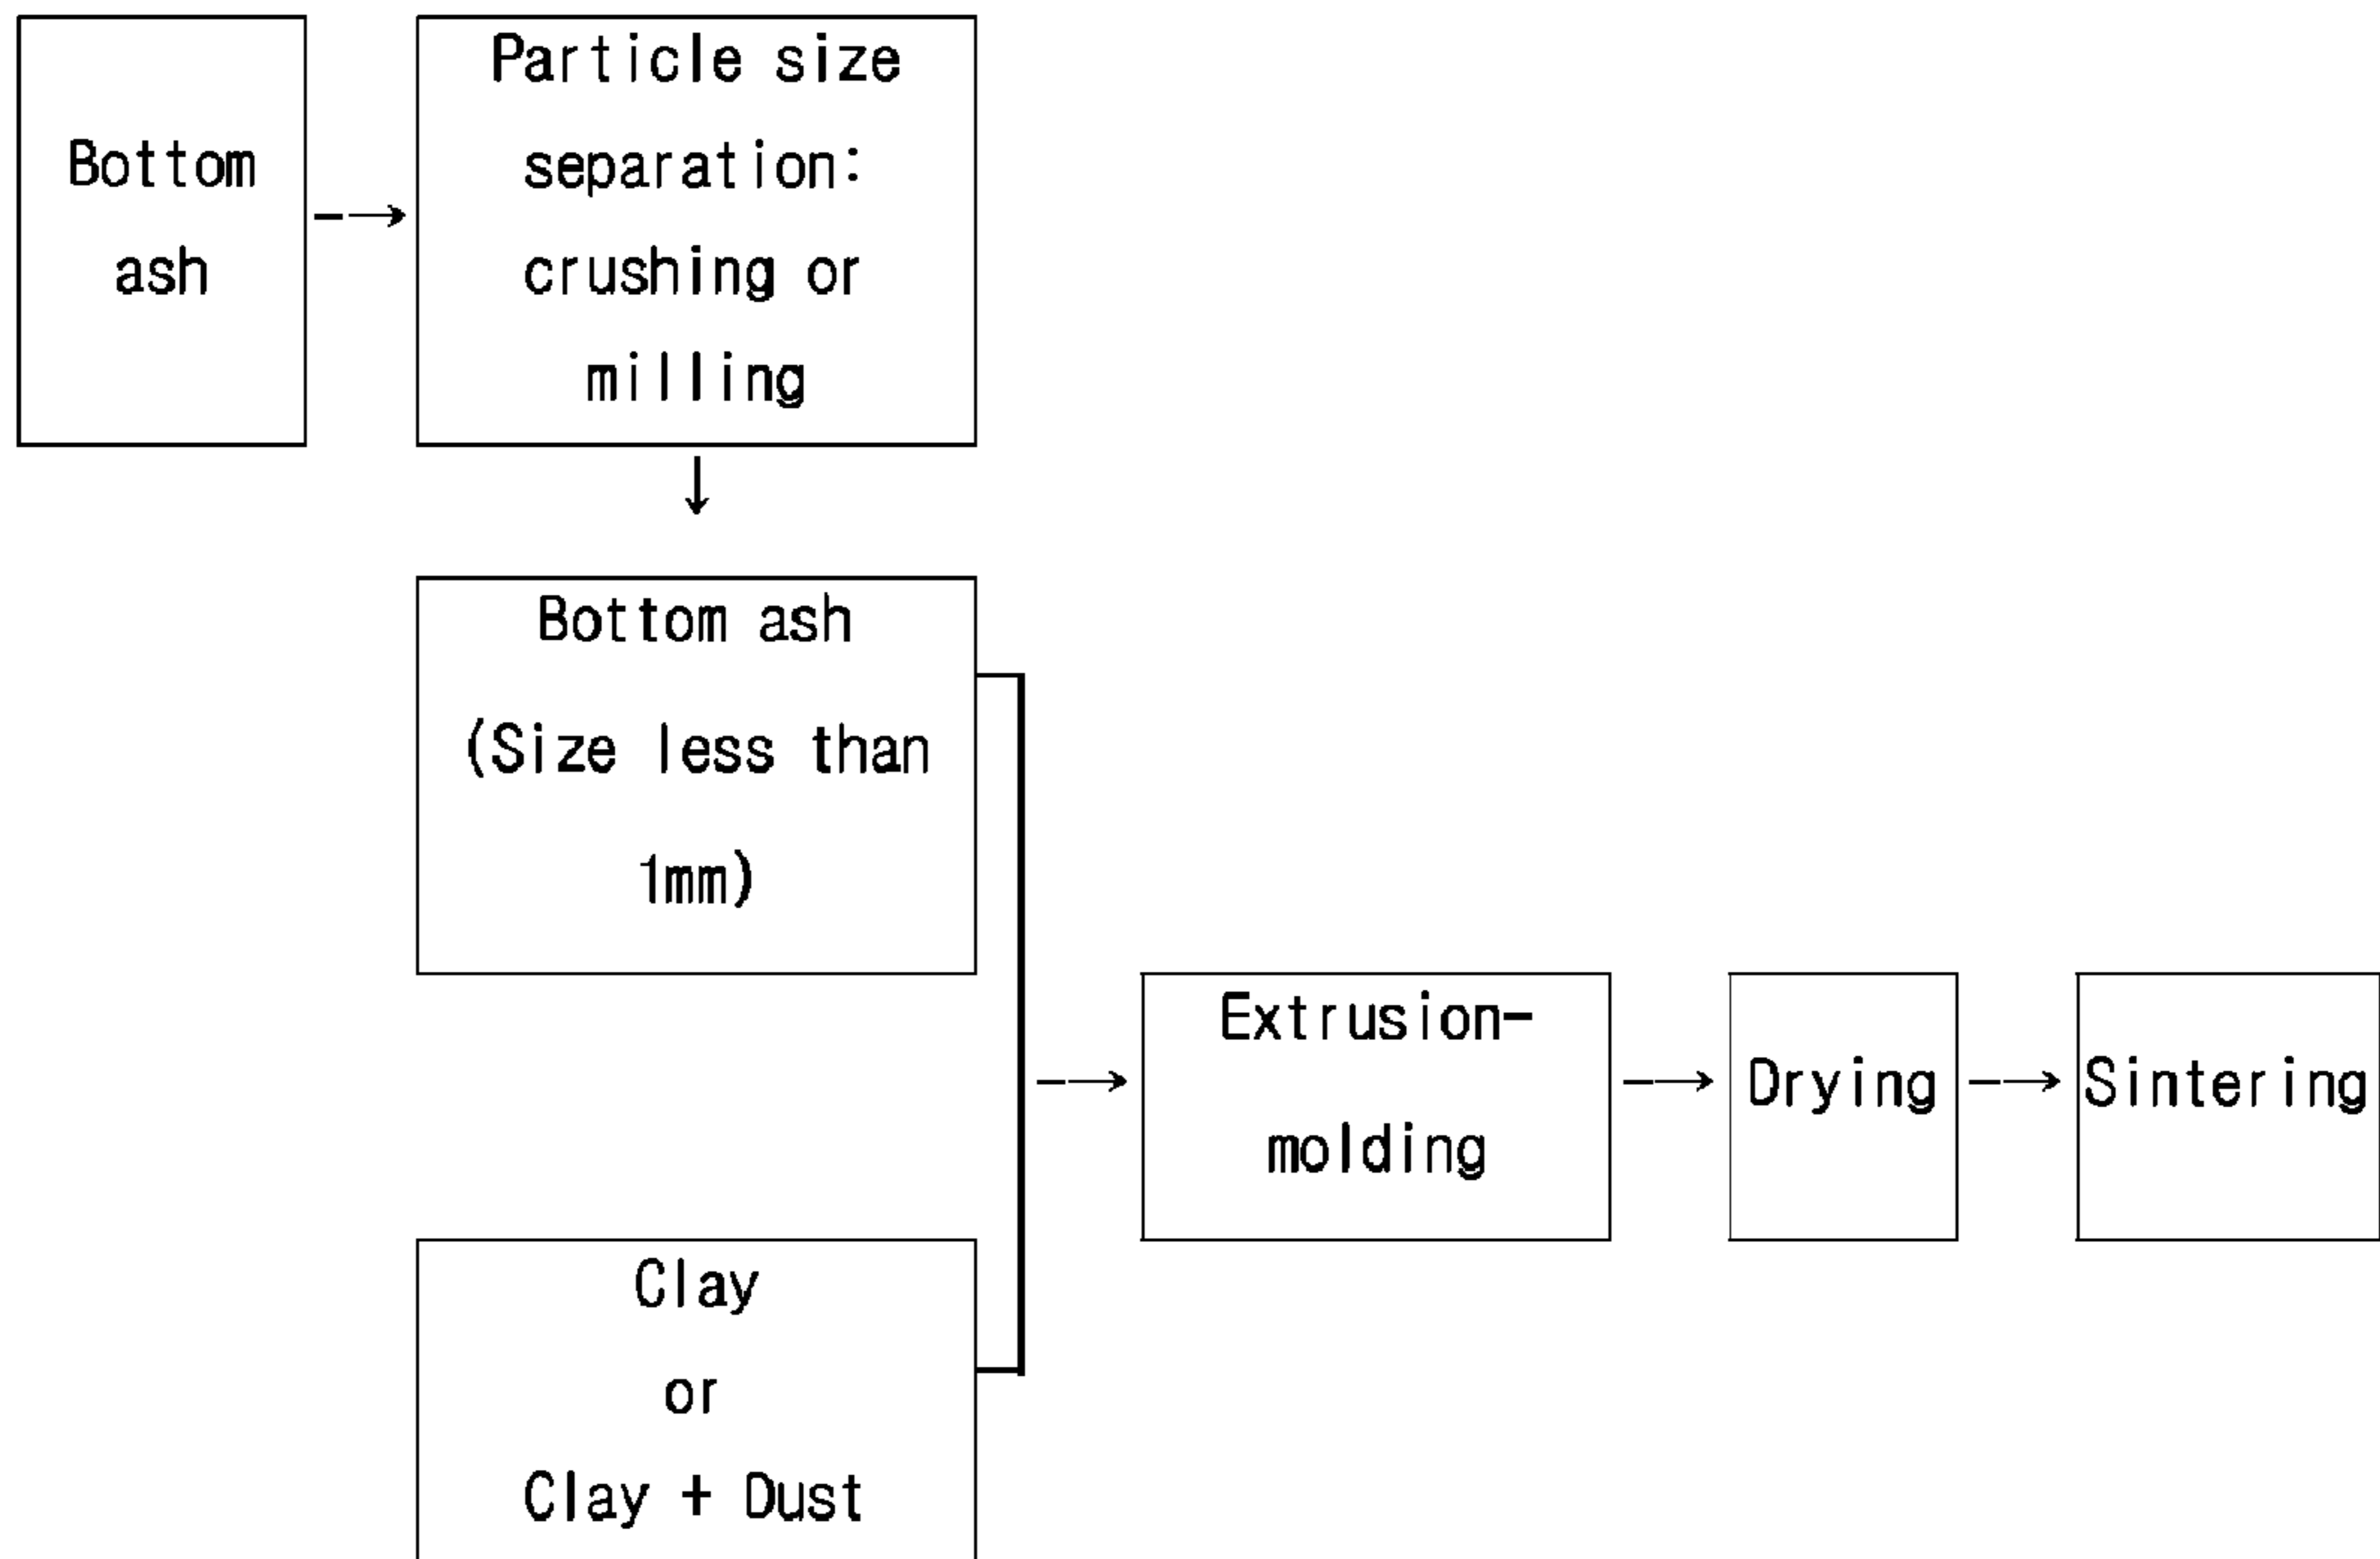 Bottom
ash
Particle size
separation:
crushing or
milling
Bottom ash
(Size less than
1mm)
Clay
or
Clay + Dust
Extrusion-
molding
Drying
Sintering